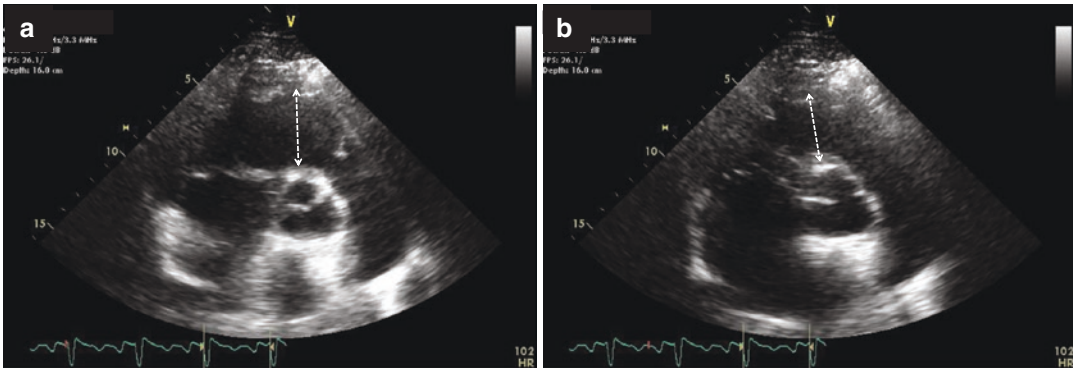 a
V
Hz/3.3 MHz
dB
FPS: 26.1/
Depth: 16.0 cm
5
M
10
15
102
HR
b
V
Hz/3.3 MHz
dB
FPS: 26.1/
Depth: 16.0 cm
5
M
10
15
102
HR